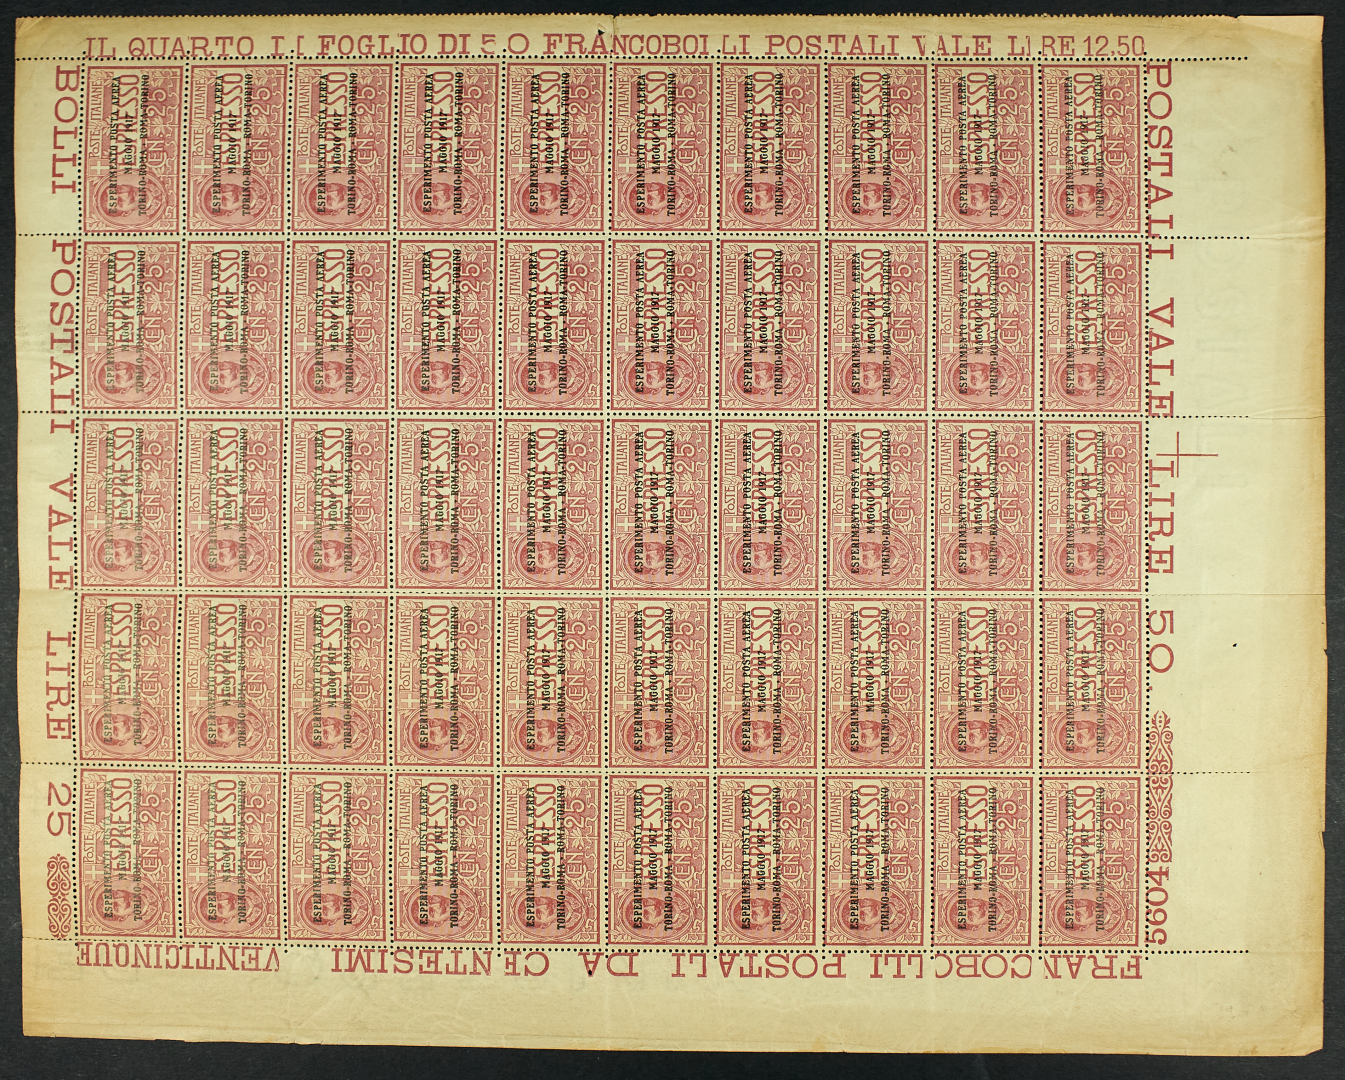 IL QUARTO DI FOGLIO DI 50 FRANCOBOLLI POSTALI VALE LIRE 12,50
BOLLI POSTALI VALE LIRE 25
POSTALI VALE LIRE 50
394066
VENTICINQUE CENTESIMI DA FRANCOBOLLI POSTALI
POSTE ITALIANE
ESPRESSO
CEN. 25
ESPERIMENTO POSTA AEREA
MAGGIO 1917
TORINO-ROMA · ROMA-TORINO